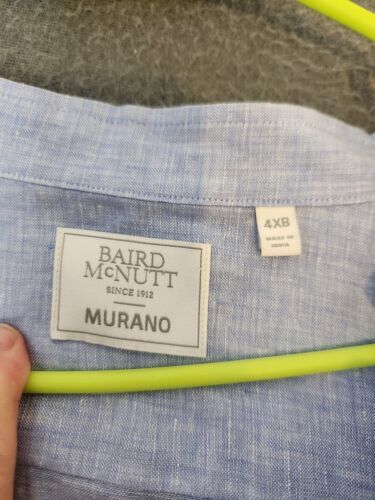 BAIRD
McNUTT
SINCE 1912
MURANO
4XB
MADE IN
INDIA